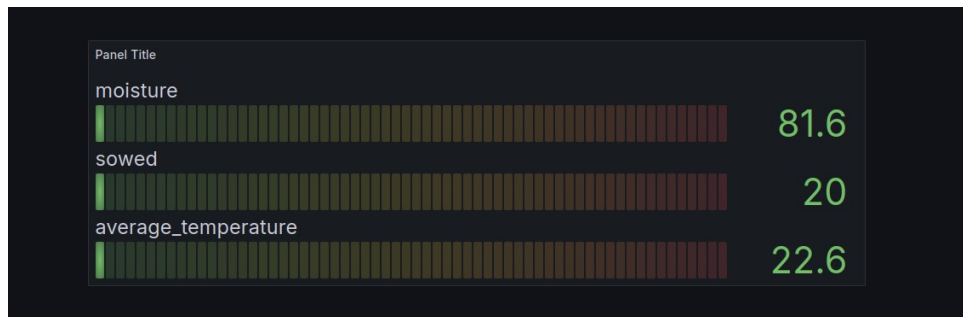 Panel Title
moisture
81.6
sowed
20
average_temperature
22.6